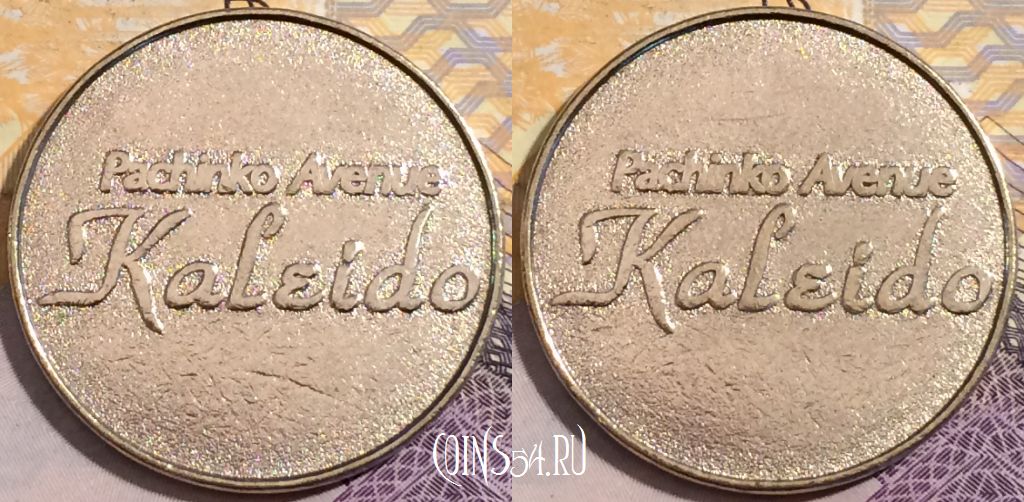 Pachinko Avenue
Kaleido
Pachinko Avenue
Kaleido
COINS54.RU